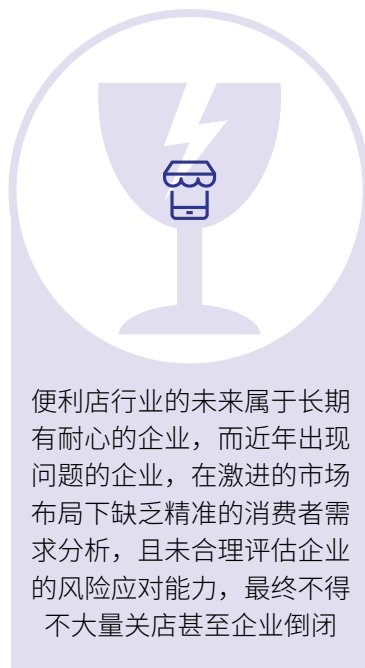 便利店行业的未来属于长期
有耐心的企业，而近年出现
问题的企业，在激进的市场
布局下缺乏精准的消费者需
求分析，且未合理评估企业
的风险应对能力，最终不得
不大量关店甚至企业倒闭